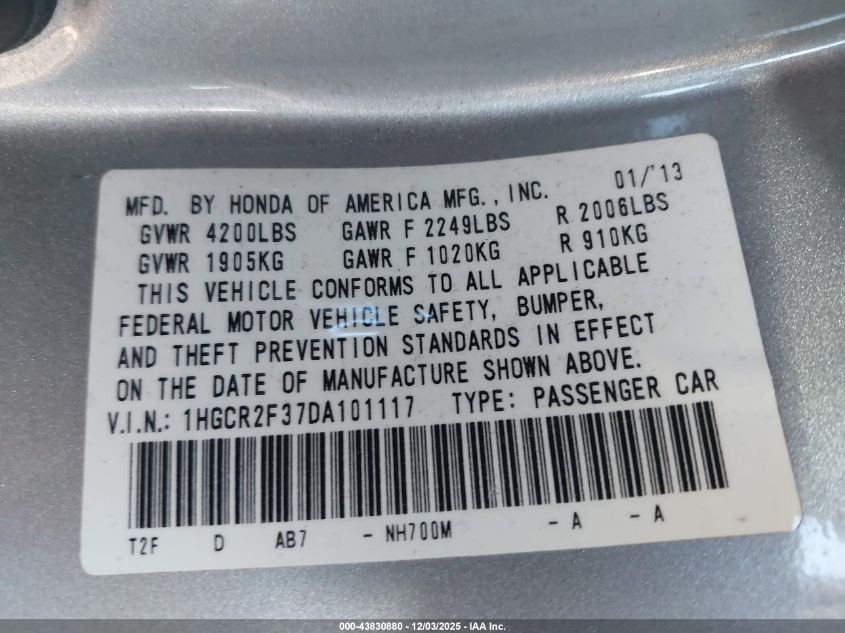 MFD. BY HONDA OF AMERICA MFG., INC. 01/'13
GVWR 4200LBS GAWR F 2249LBS R 2006LBS
GVWR 1905KG GAWR F 1020KG R 910KG
THIS VEHICLE CONFORMS TO ALL APPLICABLE
FEDERAL MOTOR VEHICLE SAFETY, BUMPER,
AND THEFT PREVENTION STANDARDS IN EFFECT
ON THE DATE OF MANUFACTURE SHOWN ABOVE.
V.I.N.: 1HGCR2F37DA101117 TYPE: PASSENGER CAR
T2F D AB7 - NH700M - A - A
000-43830880 - 12/03/2025 - IAA Inc.